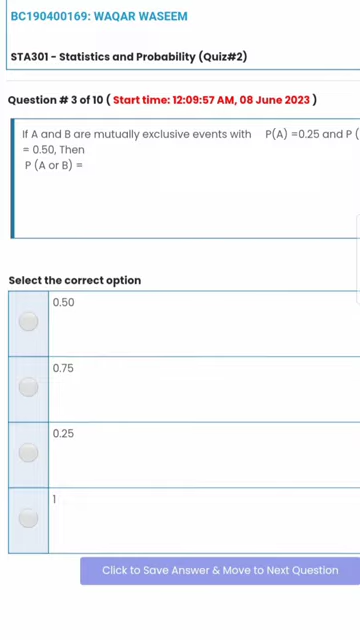 BC190400169: WAQAR WASEEM
STA301 - Statistics and Probability (Quiz#2)
Question # 3 of 10 ( Start time: 12:09:57 AM, 08 June 2023 )
If A and B are mutually exclusive events with P(A) =0.25 and P (
= 0.50, Then
P (A or B) =
Select the correct option
0.50
0.75
0.25
1
Click to Save Answer & Move to Next Question